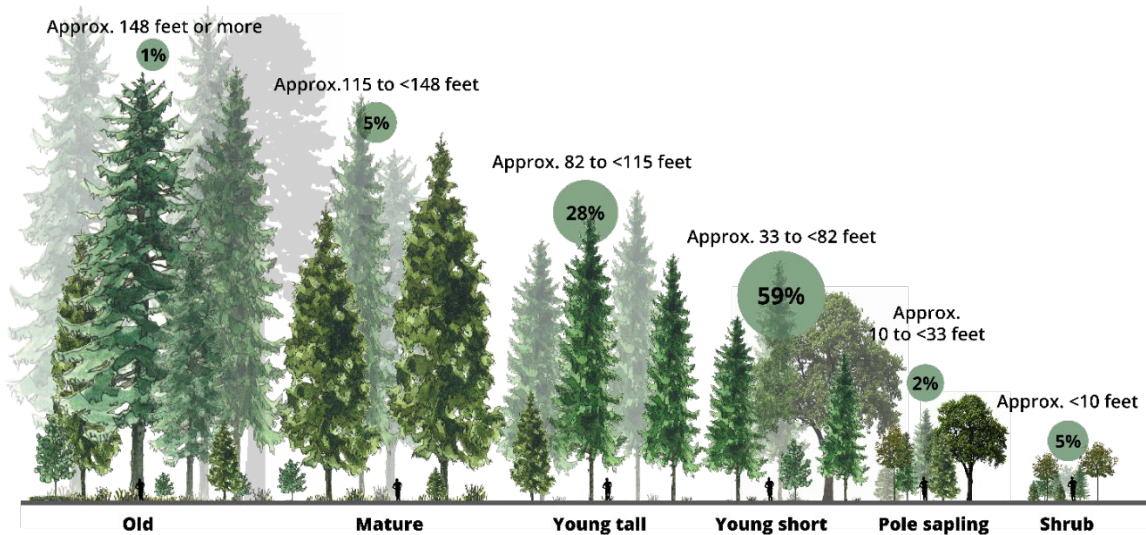 Approx. 148 feet or more
1%
Approx.115 to <148 feet
5%
Approx. 82 to <115 feet
28%
Approx. 33 to <82 feet
59%
Approx.
10 to <33 feet
2%
Approx. <10 feet
5%
Old
Mature
Young tall
Young short
Pole sapling
Shrub